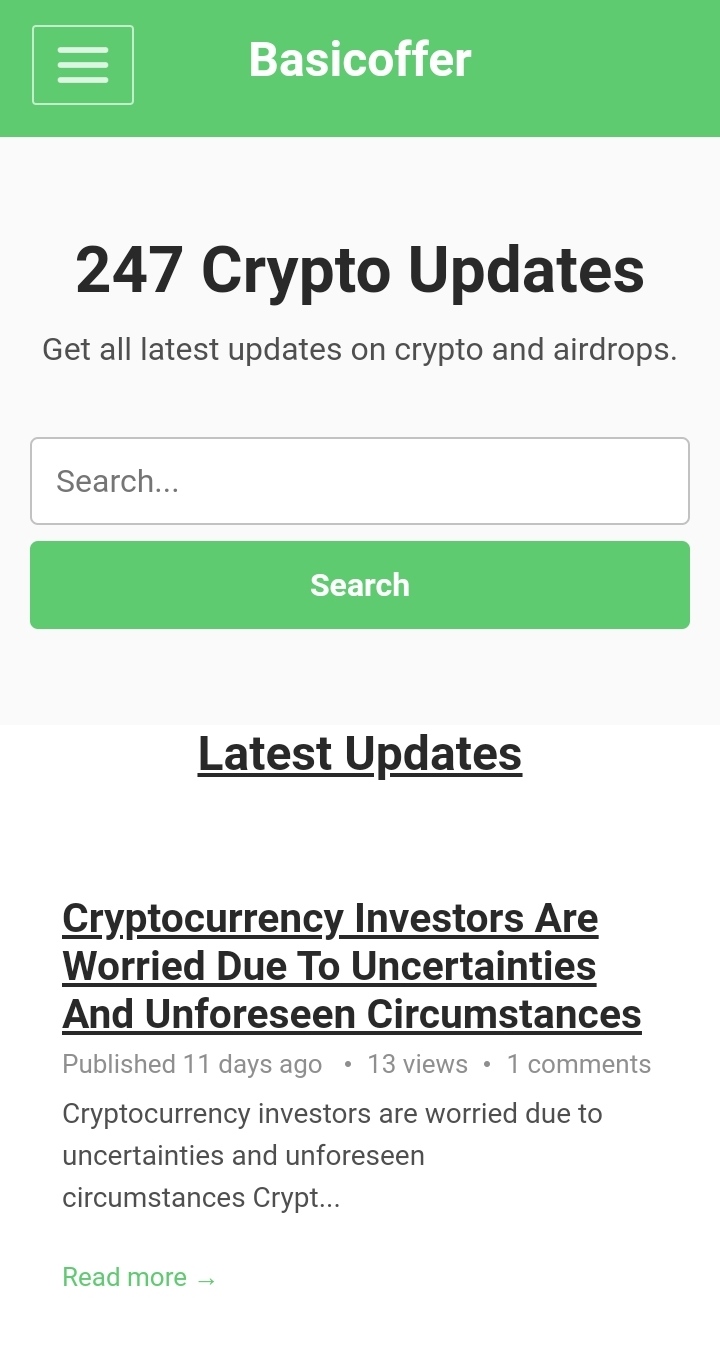 Basicoffer
247 Crypto Updates
Get all latest updates on crypto and airdrops.
Search...
Search
Latest Updates
Cryptocurrency Investors Are
Worried Due To Uncertainties
And Unforeseen Circumstances
Published 11 days ago • 13 views • 1 comments
Cryptocurrency investors are worried due to
uncertainties and unforeseen
circumstances Crypt...
Read more →